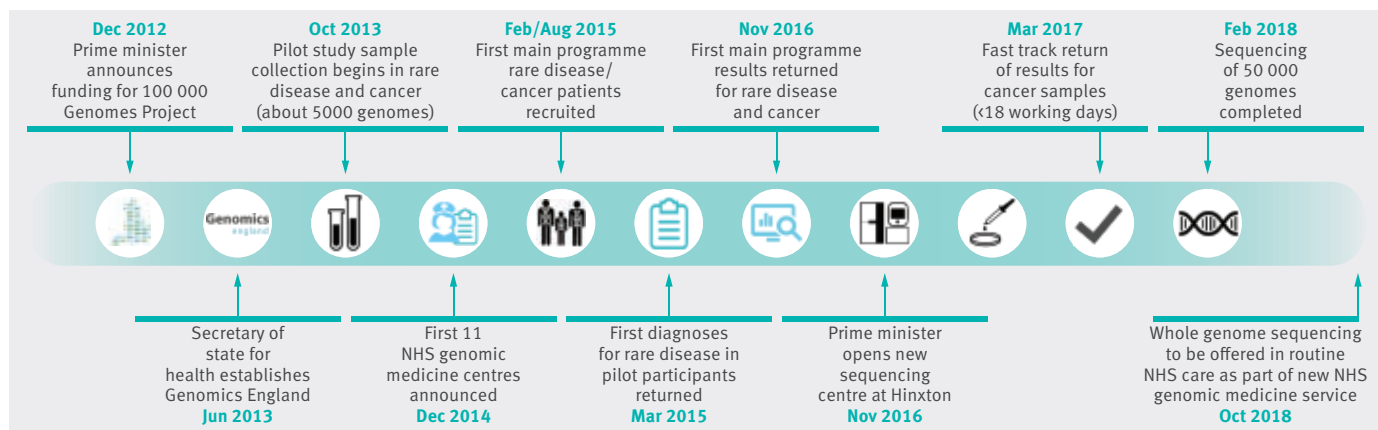 Dec 2012
Prime minister
announces
funding for 100 000
Genomes Project
Oct 2013
Pilot study sample
collection begins in rare
disease and cancer
(about 5000 genomes)
Feb/Aug 2015
First main programme
rare disease/
cancer patients
recruited
Nov 2016
First main programme
results returned
for rare disease
and cancer
Mar 2017
Fast track return
of results for
cancer samples
(<18 working days)
Feb 2018
Sequencing
of 50 000
genomes
completed
Genomics
england
Secretary of
state for
health establishes
Genomics England
Jun 2013
First 11
NHS genomic
medicine centres
announced
Dec 2014
First diagnoses
for rare disease in
pilot participants
returned
Mar 2015
Prime minister
opens new
sequencing
centre at Hinxton
Nov 2016
Whole genome sequencing
to be offered in routine
NHS care as part of new NHS
genomic medicine service
Oct 2018